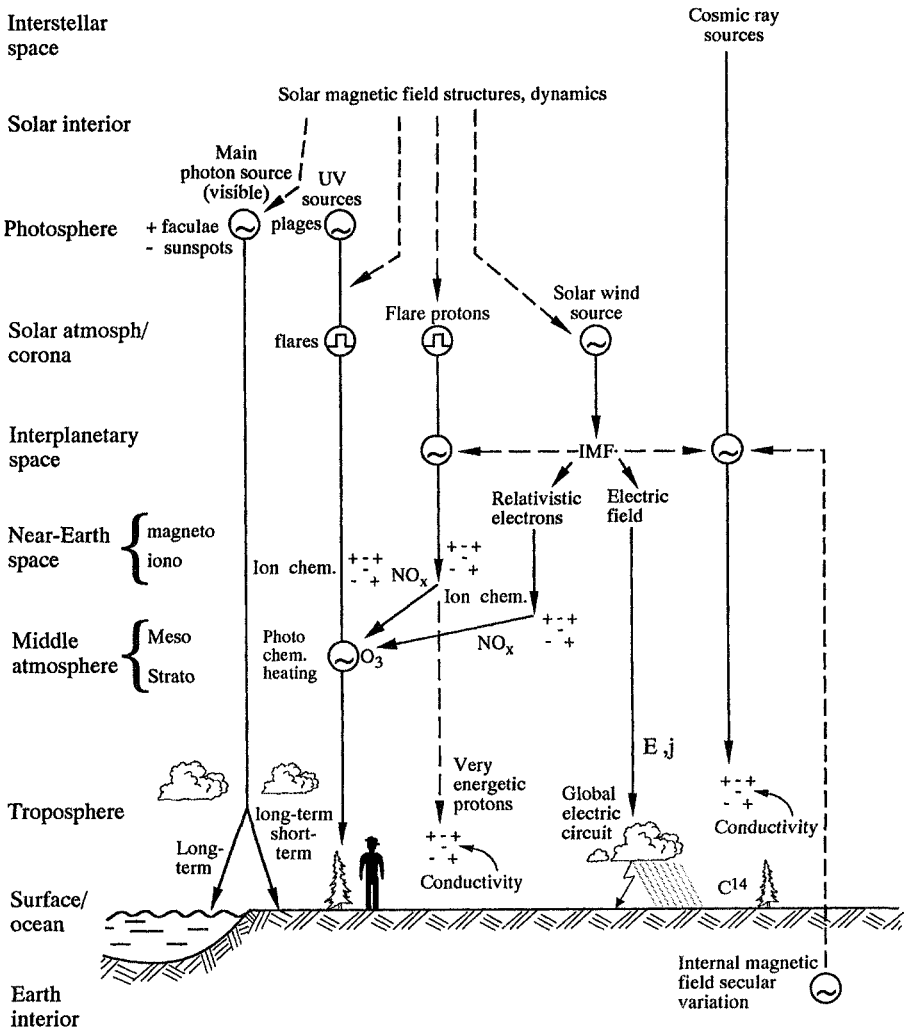 Interstellar
space
Cosmic ray
sources
Solar magnetic field structures, dynamics
Solar interior
Main
photon source
(visible)
UV
sources
Photosphere
+ faculae
- sunspots
plages
Solar wind
source
Flare protons
Solar atmosph/
corona
flares
Interplanetary
space
IMF
Relativistic
electrons
Electric
field
Near-Earth
space
magneto
iono
Ion chem.
+ - +
-
- +
NOx
+ - +
-
- +
Ion chem.
+ - +
-
- +
NOx
Middle
atmosphere
Meso
Strato
Photo
chem.
heating
O3
E ,j
Very
energetic
protons
Troposphere
long-term
short-
term
Long-
term
Global
electric
circuit
+ - +
-
- +
Conductivity
+ - +
-
- +
Conductivity
C14
Surface/
ocean
Earth
interior
Internal magnetic
field secular
variation